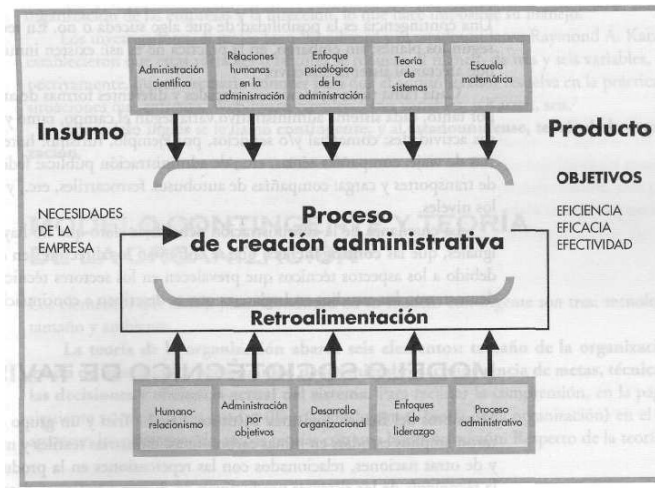 Administración
científica
Relaciones
humanas
en la
administración
Enfoque
psicológico
de la
administración
Teoría
de
sistemas
Escuela
matemática
Insumo
Producto
NECESIDADES
DE LA
EMPRESA
Proceso
de creación administrativa
OBJETIVOS
EFICIENCIA
EFICACIA
EFECTIVIDAD
Retroalimentación
Humano-
relacionismo
Administración
por
objetivos
Desarrollo
organizacional
Enfoques
de
liderazgo
Proceso
administrativo